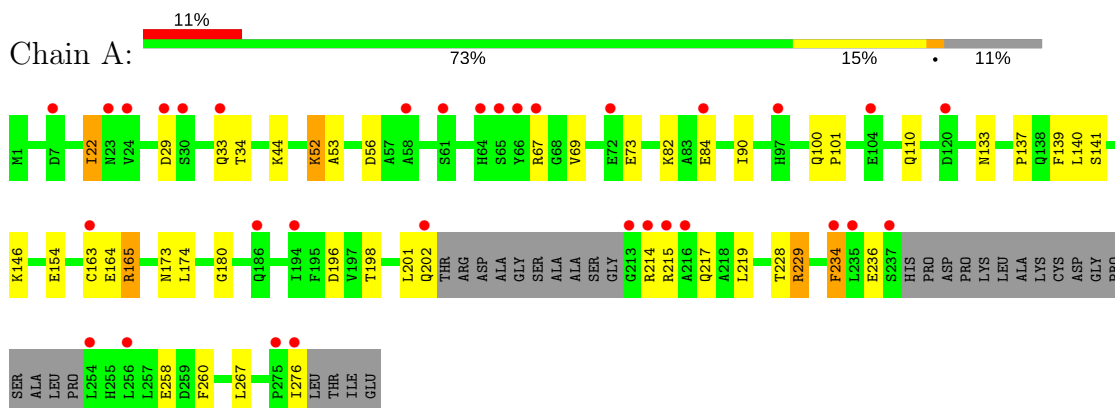 11%
Chain A:
73% 15% • 11%
M1 D7 I22 N23 V24 D29 S30 Q33 T34 K44 K52 A53 D56 A57 A58 S61 H64 S65 Y66 R67 G68 V69 E72 E73 K82 A83 E84 I90 H97 Q100 P101 E104 Q110 D120 N133 P137 Q138 F139 L140 S141
K146 E154 C163 E164 R165 N173 L174 G180 Q186 I194 F195 D196 V197 T198 L201 Q202 THR ARG ASP ALA GLY SER ALA ALA SER GLY G213 R214 R215 A216 Q217 A218 L219 T228 R229 F234 L235 E236 S237 HIS PRO ASP PRO LYS LEU ALA LYS CYS ASP GLY PRO
SER ALA LEU PRO L254 H255 L256 L257 E258 D259 F260 L267 P275 I276 LEU THR ILE GLU